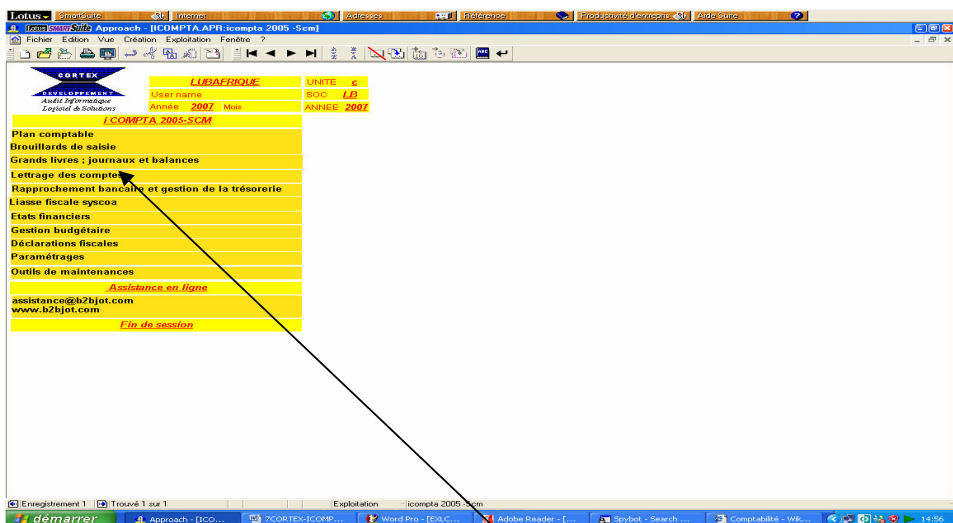 Lotus SmartSuite Internet Adresses Référence Productivité d'entrepris Aide Suite ?
Lotus SMARTSuite Approach - [ICOMPTA.APR:icompta 2005 -Scm]
Fichier Edition Vue Création Exploitation Fenêtre ?
CORTEX
DEVELOPPEMENT
Audit Informatique
Logiciel & Solutions
LUBAFRIQUE UNITE c
User name SOC LB
Année 2007 Mois ANNEE 2007
i COMPTA 2005-SCM
Plan comptable
Brouillards de saisie
Grands livres ; journaux et balances
Lettrage des comptes
Rapprochement bancaire et gestion de la trésorerie
Liasse fiscale syscoa
Etats financiers
Gestion budgétaire
Déclarations fiscales
Paramétrages
Outils de maintenances
Assistance en ligne
assistance@b2bjot.com
www.b2bjot.com
Fin de session
Enregistrement 1 Trouvé 1 sur 1 Exploitation icompta 2005 -Scm
démarrer Approach - [ICO... 7CORTEX-ICOMP... Word Pro - [EXLC... Adobe Reader - [... Spybot - Search ... Comptabilité - Wik... 14:56